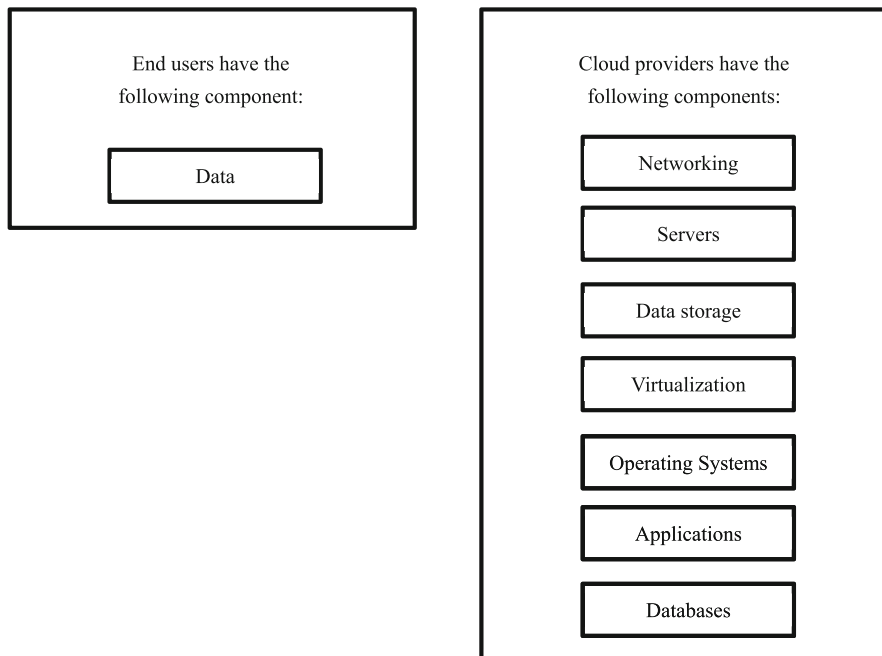 End users have the
following component:
Data
Cloud providers have the
following components:
Networking
Servers
Data storage
Virtualization
Operating Systems
Applications
Databases